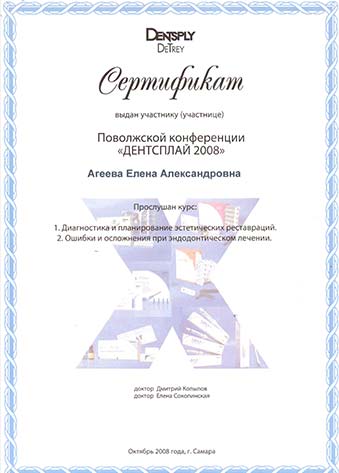 DENTSPLY
DETREY
Сертификат
выдан участнику (участнице)
Поволжской конференции
«ДЕНТСПЛАЙ 2008»
Агеева Елена Александровна
Прослушан курс:
1. Диагностика и планирование эстетических реставраций.
2. Ошибки и осложнения при эндодонтическом лечении.
доктор Дмитрий Копылов
доктор Елена Соколинская
Октябрь 2008 года, г. Самара